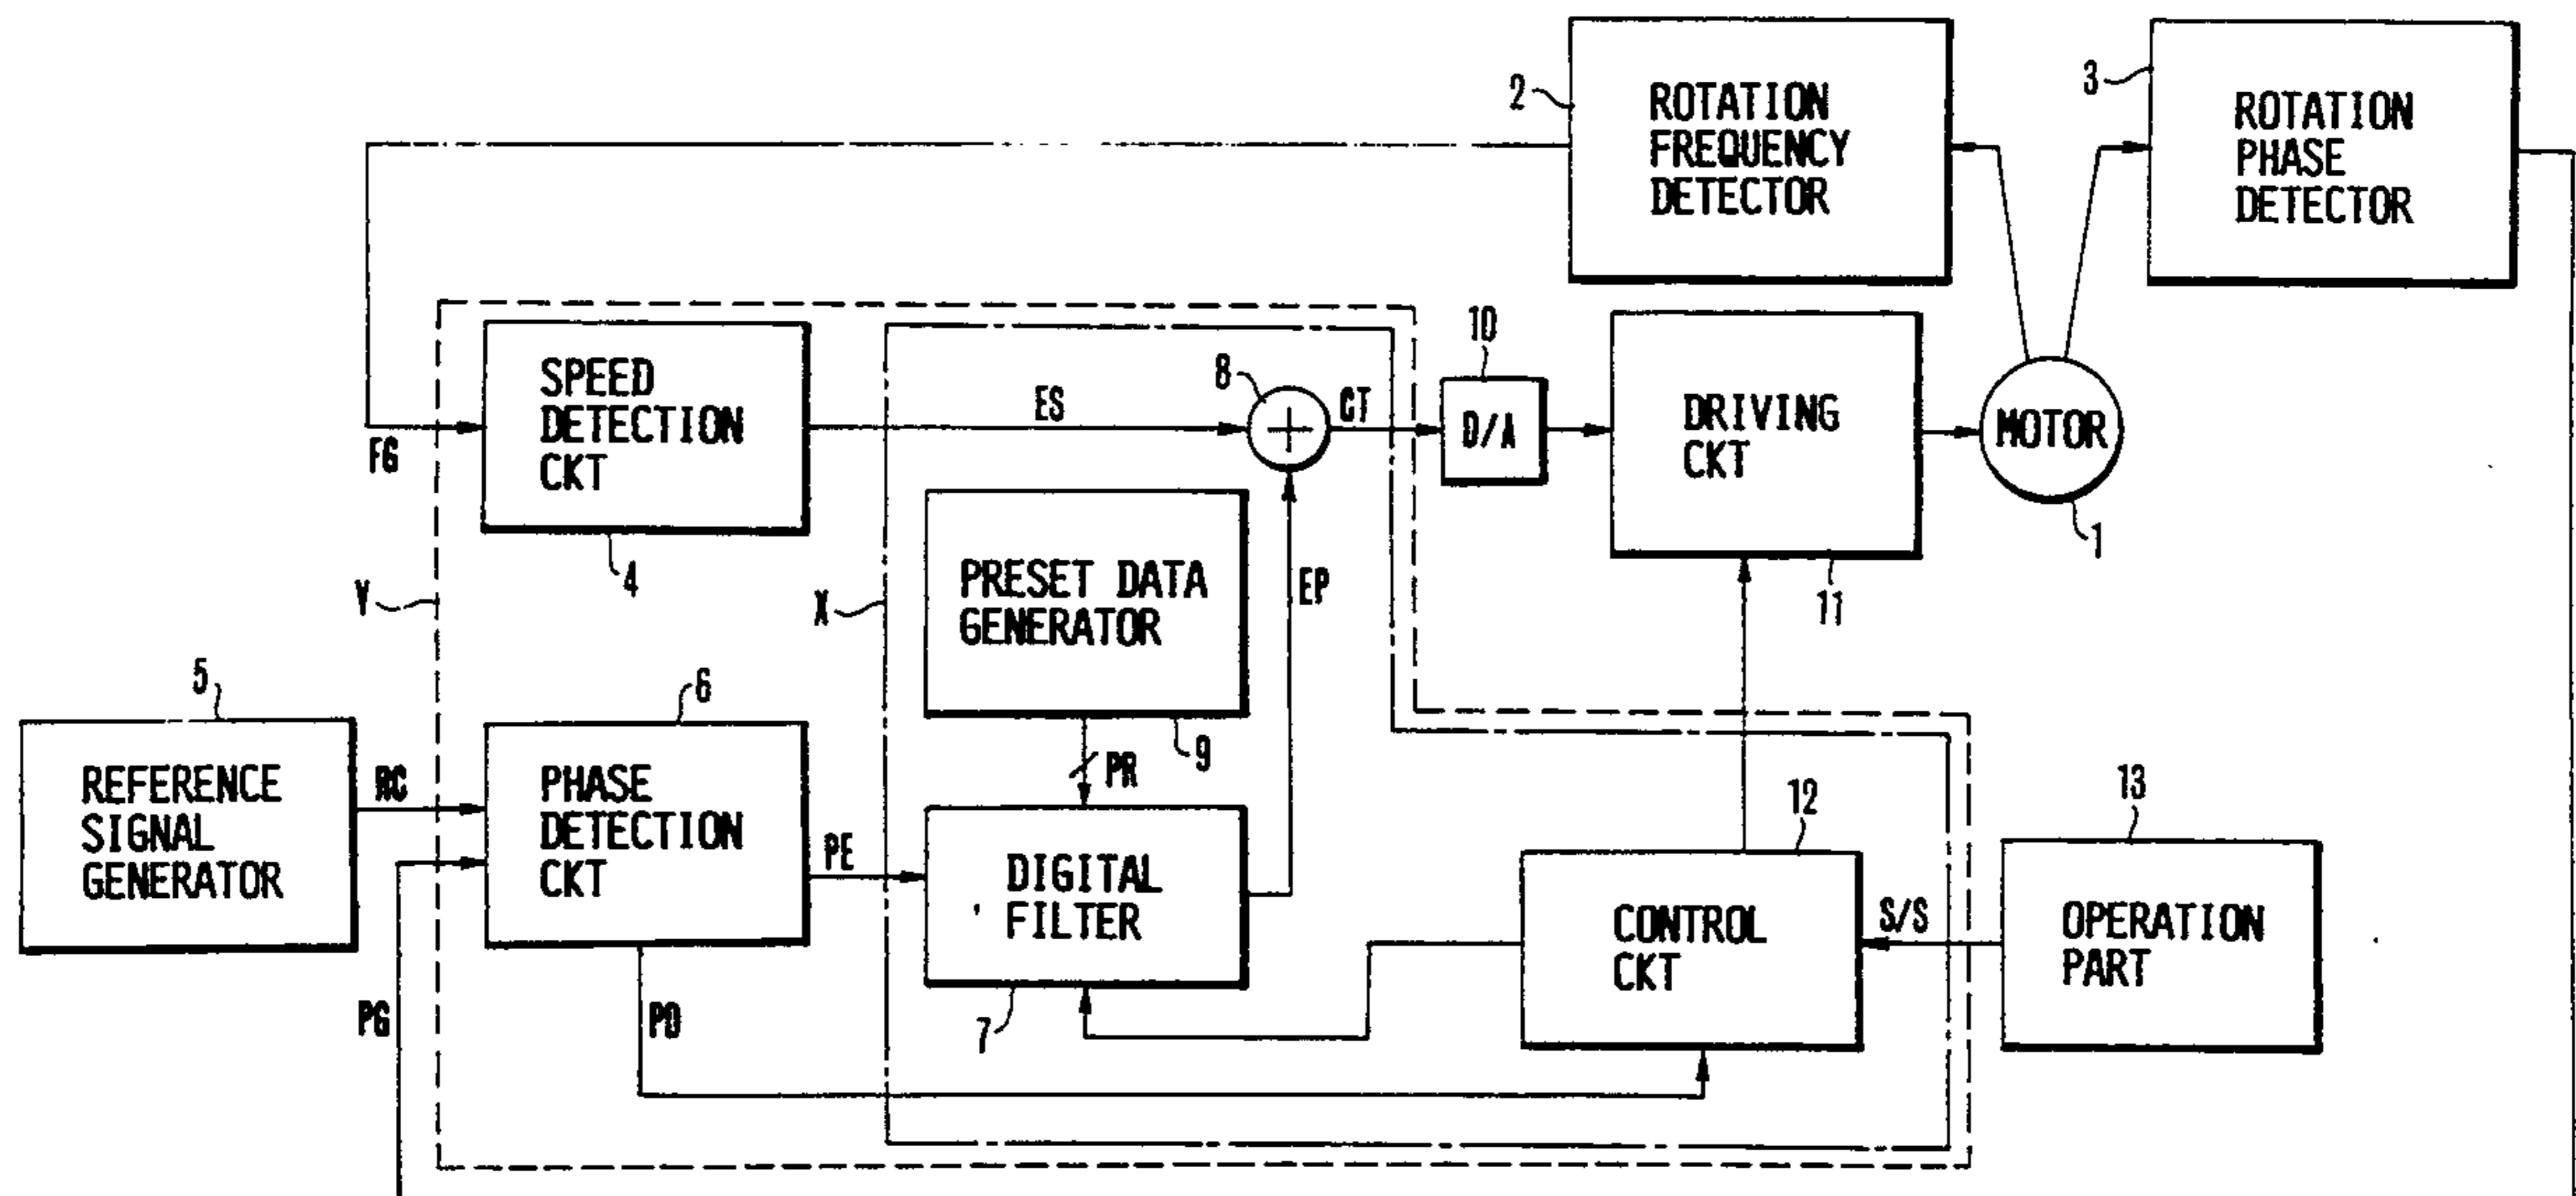 2
ROTATION
FREQUENCY
DETECTOR
3
ROTATION
PHASE
DETECTOR
FG
SPEED
DETECTION
CKT
4
ES
8
CT
10
D/A
DRIVING
CKT
11
MOTOR
1
Y
X
PRESET DATA
GENERATOR
9
EP
PR
5
REFERENCE
SIGNAL
GENERATOR
RC
PG
6
PHASE
DETECTION
CKT
PE
PD
DIGITAL
FILTER
7
12
CONTROL
CKT
S/S
13
OPERATION
PART